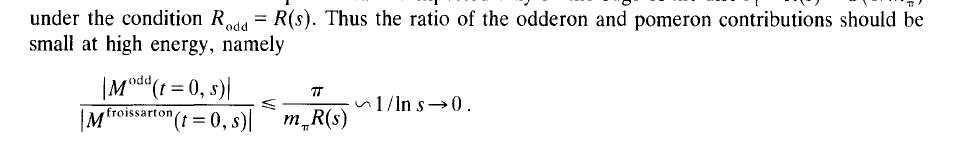 under the condition R_odd = R(s). Thus the ratio of the odderon and pomeron contributions should be
small at high energy, namely
|M^odd(t = 0, s)| / |M^froissarton(t = 0, s)| ≤ π / (m_π R(s)) ∽ 1/ln s → 0 .